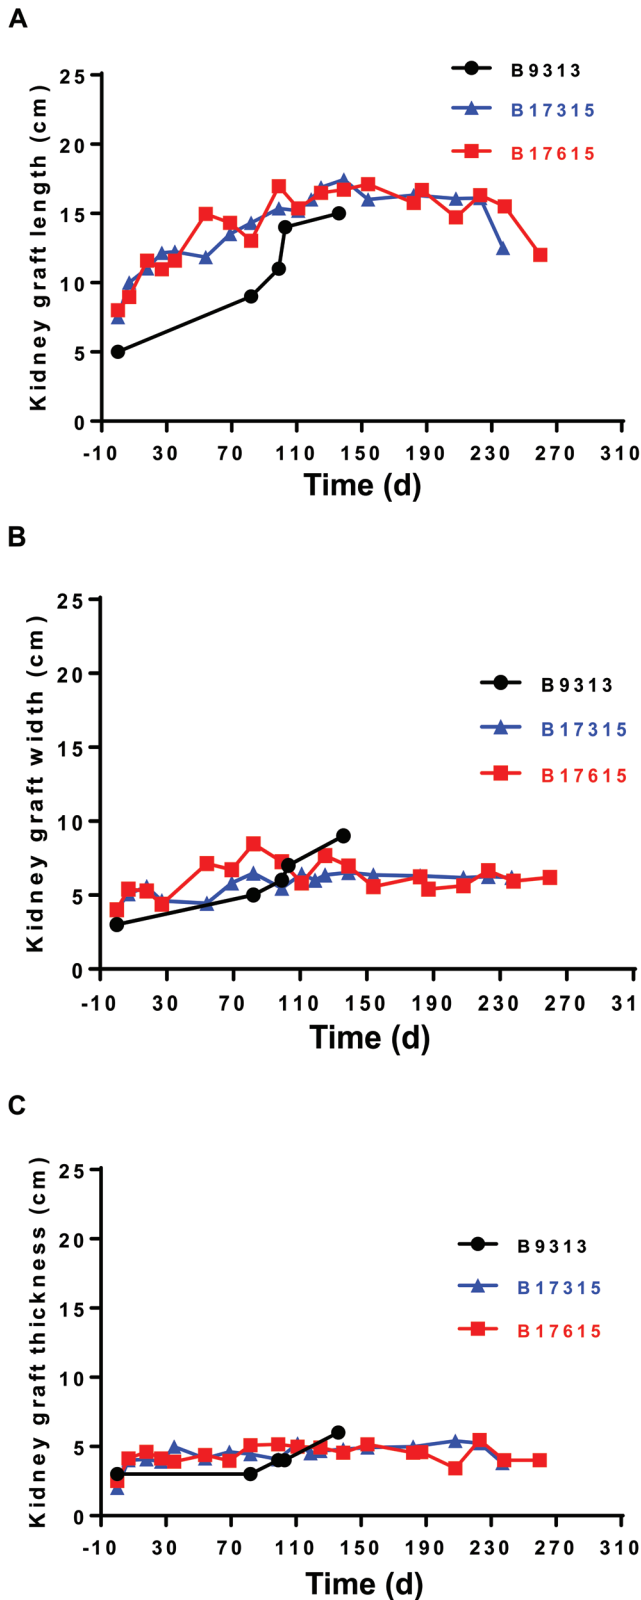 A
Kidney graft length (cm)
25
20
15
10
5
0
B9313
B17315
B17615
-10 30 70 110 150 190 230 270 310
Time (d)
B
Kidney graft width (cm)
25
20
15
10
5
0
B9313
B17315
B17615
-10 30 70 110 150 190 230 270 31
Time (d)
C
Kidney graft thickness (cm)
25
20
15
10
5
0
B9313
B17315
B17615
-10 30 70 110 150 190 230 270 310
Time (d)